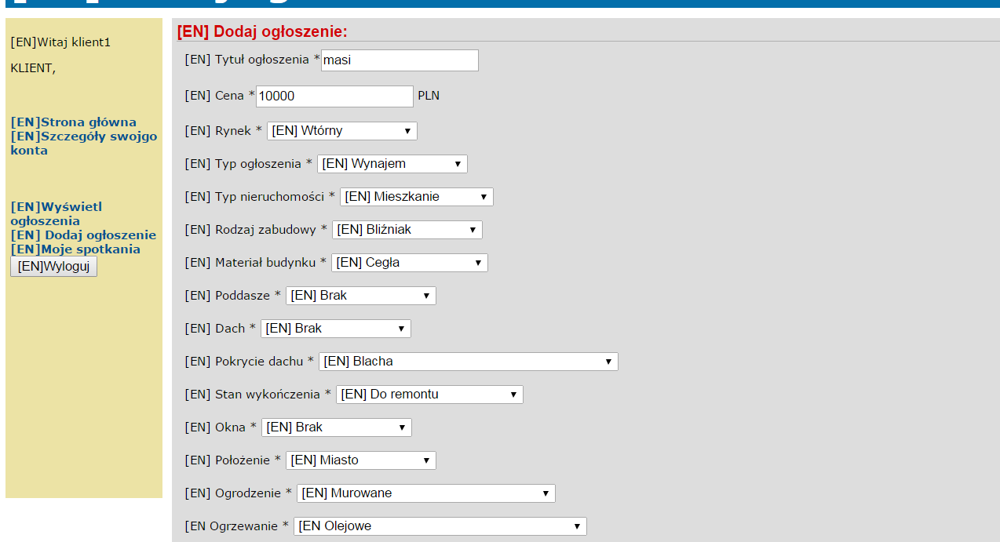 [EN]Witaj klient1
KLIENT,
[EN]Strona główna
[EN]Szczegóły swojgo
konta
[EN]Wyświetl
ogłoszenia
[EN] Dodaj ogłoszenie
[EN]Moje spotkania
[EN]Wyloguj
[EN] Dodaj ogłoszenie:
[EN] Tytuł ogłoszenia * masi
[EN] Cena * 10000 PLN
[EN] Rynek * [EN] Wtórny
[EN] Typ ogłoszenia * [EN] Wynajem
[EN] Typ nieruchomości * [EN] Mieszkanie
[EN] Rodzaj zabudowy * [EN] Bliźniak
[EN] Materiał budynku * [EN] Cegła
[EN] Poddasze * [EN] Brak
[EN] Dach * [EN] Brak
[EN] Pokrycie dachu * [EN] Blacha
[EN] Stan wykończenia * [EN] Do remontu
[EN] Okna * [EN] Brak
[EN] Położenie * [EN] Miasto
[EN] Ogrodzenie * [EN] Murowane
[EN Ogrzewanie * [EN Olejowe